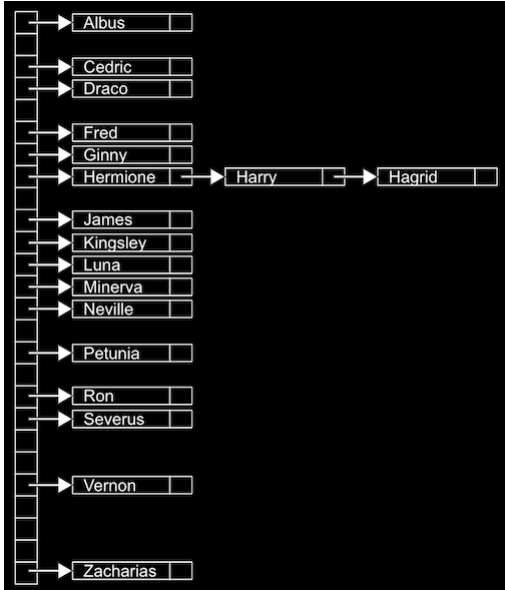 Albus
Cedric
Draco
Fred
Ginny
Hermione Harry Hagrid
James
Kingsley
Luna
Minerva
Neville
Petunia
Ron
Severus
Vernon
Zacharias